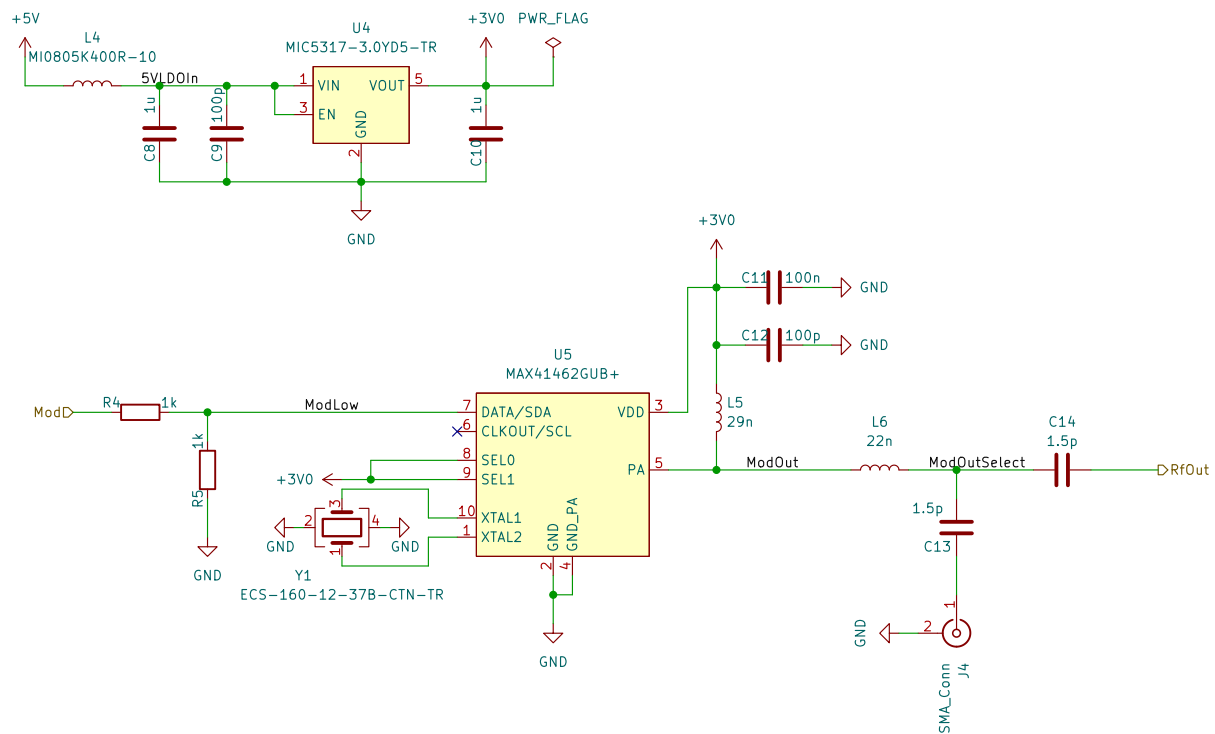 +5V
L4
MI0805K400R-10
5VLDOIn
1u
C8
100p
C9
U4
MIC5317-3.0YD5-TR
1
VIN
VOUT
5
3
EN
GND
2
GND
+3V0
PWR_FLAG
1u
C10
+3V0
C11
100n
GND
C12
100p
GND
U5
MAX41462GUB+
Mod
R4
1k
ModLow
7
DATA/SDA
VDD
3
6
CLKOUT/SCL
L5
29n
1k
R5
GND
8
SEL0
+3V0
9
SEL1
PA
5
ModOut
L6
22n
ModOutSelect
C14
1.5p
RfOut
10
XTAL1
1
XTAL2
3
2
4
1
GND
GND
Y1
ECS-160-12-37B-CTN-TR
GND
GND_PA
2
4
GND
1.5p
C13
1
2
GND
J4
SMA_Conn